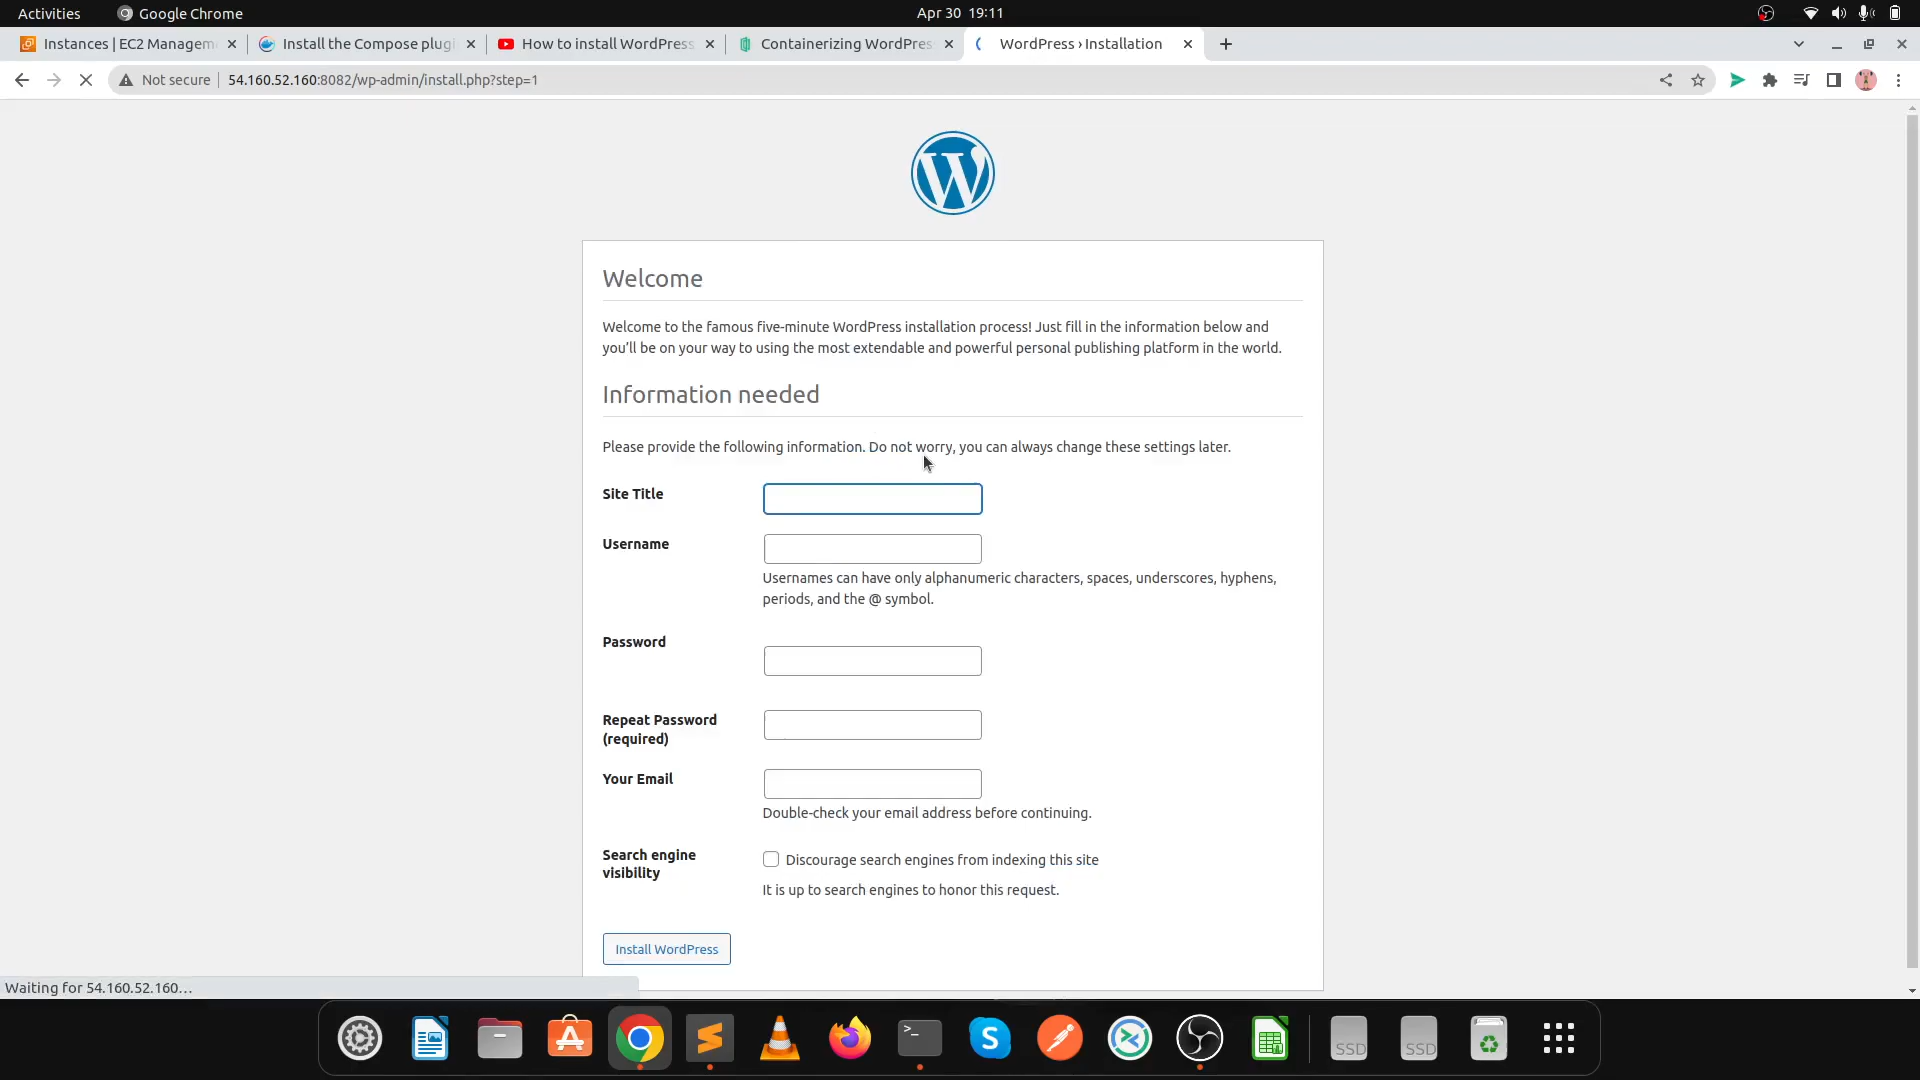 Activities
Google Chrome
Apr 30 19:11
Instances | EC2 Managem
Install the Compose plugi
How to install WordPress
Containerizing WordPres
WordPress › Installation
Not secure
54.160.52.160:8082/wp-admin/install.php?step=1
W
Welcome
Welcome to the famous five-minute WordPress installation process! Just fill in the information below and
you’ll be on your way to using the most extendable and powerful personal publishing platform in the world.
Information needed
Please provide the following information. Do not worry, you can always change these settings later.
Site Title
Username
Usernames can have only alphanumeric characters, spaces, underscores, hyphens,
periods, and the @ symbol.
Password
Repeat Password
(required)
Your Email
Double-check your email address before continuing.
Search engine
visibility
Discourage search engines from indexing this site
It is up to search engines to honor this request.
Install WordPress
Waiting for 54.160.52.160...
SSD
SSD